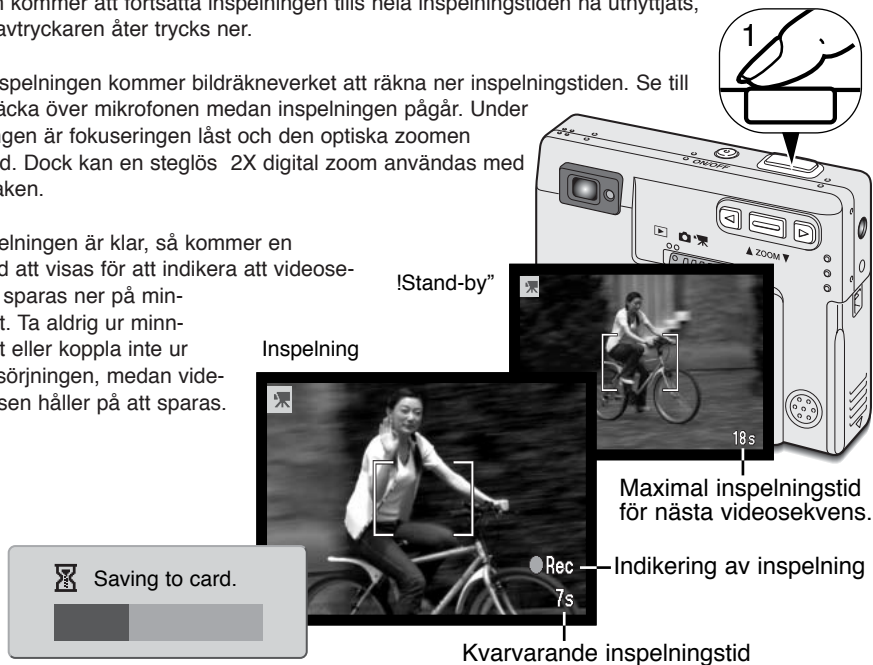 n kommer att fortsätta inspelningen tills hela inspelningstiden ha utnyttjats,
avtryckaren åter trycks ner.
spelningen kommer bildräkneverket att räkna ner inspelningstiden. Se till
äcka över mikrofonen medan inspelningen pågår. Under
ngen är fokuseringen låst och den optiska zoomen
d. Dock kan en steglös 2X digital zoom användas med
aken.
elningen är klar, så kommer en
d att visas för att indikera att videose-
sparas ner på min-
t. Ta aldrig ur minn-
t eller koppla inte ur
sörjningen, medan vide-
sen håller på att sparas.
1
ON/OFF
▲ ZOOM ▼
!Stand-by”
18s
Inspelning
Maximal inspelningstid
för nästa videosekvens.
Rec
Indikering av inspelning
7s
Kvarvarande inspelningstid
Saving to card.